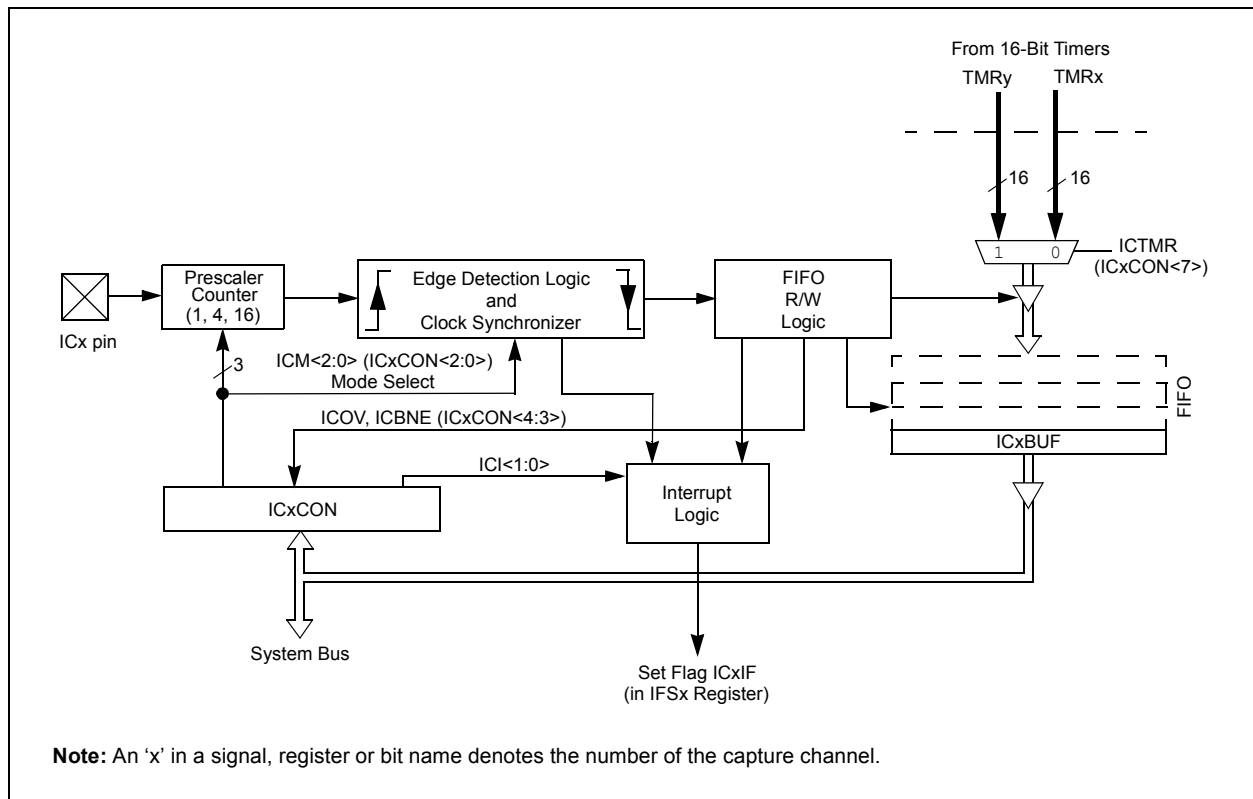 From 16-Bit Timers
TMRy TMRx
16 16
1 0
ICTMR
(ICxCON<7>)
Prescaler
Counter
(1, 4, 16)
Edge Detection Logic
and
Clock Synchronizer
FIFO
R/W
Logic
ICx pin
3
ICM<2:0> (ICxCON<2:0>)
Mode Select
FIFO
ICOV, ICBNE (ICxCON<4:3>)
ICxBUF
ICI<1:0>
ICxCON
Interrupt
Logic
System Bus
Set Flag ICxIF
(in IFSx Register)
Note: An ‘x’ in a signal, register or bit name denotes the number of the capture channel.